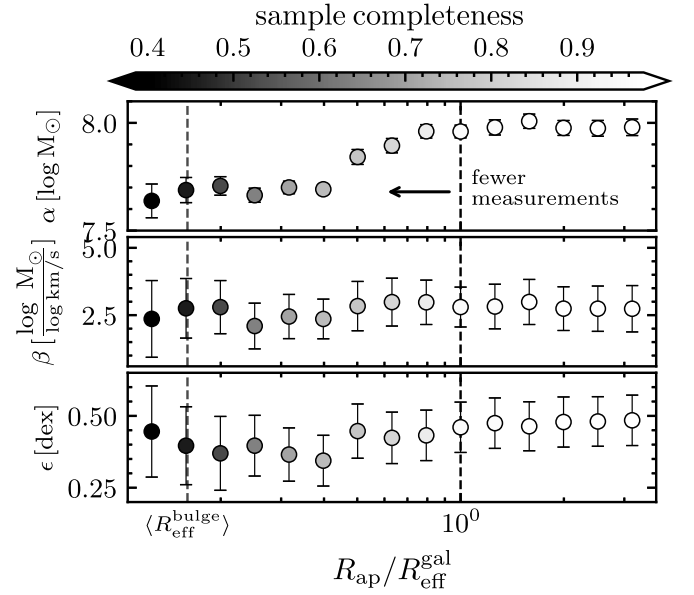 sample completeness
0.4 0.5 0.6 0.7 0.8 0.9
α [log M⊙]
8.0
7.5
fewer
measurements
β [log M⊙ / log km/s]
5.0
2.5
ϵ [dex]
0.50
0.25
⟨R_eff^bulge⟩
10^0
R_ap/R_eff^gal